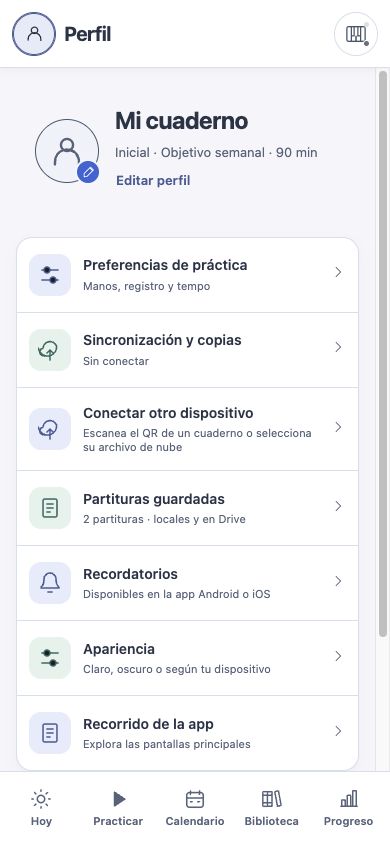 Perfil
Mi cuaderno
Inicial · Objetivo semanal · 90 min
Editar perfil
Preferencias de práctica
Manos, registro y tempo
Sincronización y copias
Sin conectar
Conectar otro dispositivo
Escanea el QR de un cuaderno o selecciona
su archivo de nube
Partituras guardadas
2 partituras · locales y en Drive
Recordatorios
Disponibles en la app Android o iOS
Apariencia
Claro, oscuro o según tu dispositivo
Recorrido de la app
Explora las pantallas principales
Hoy
Practicar
Calendario
Biblioteca
Progreso